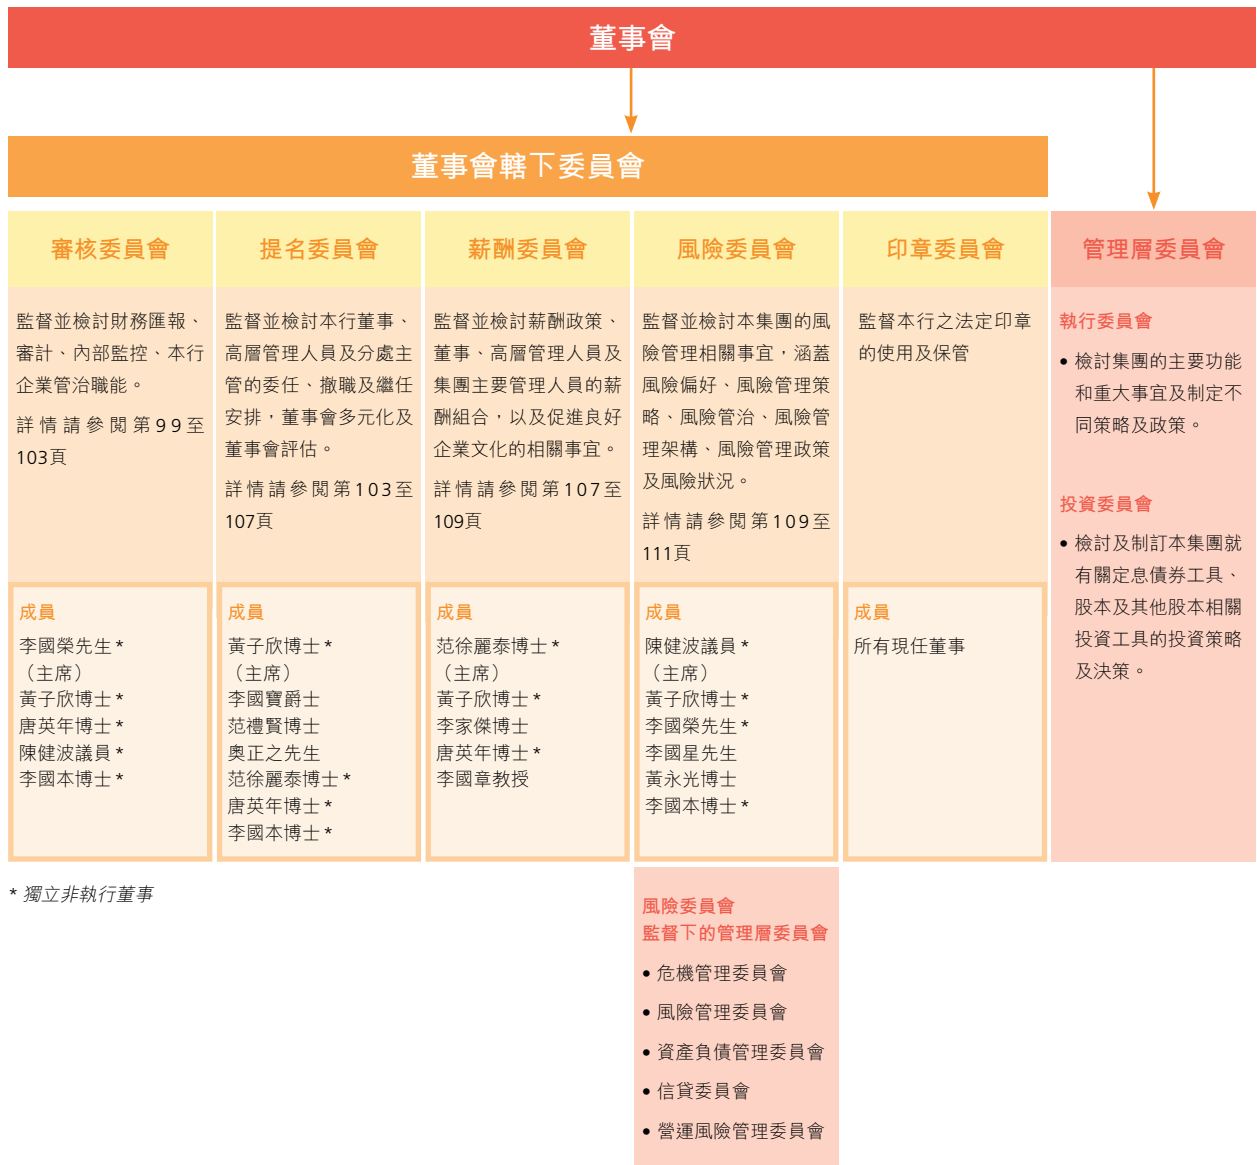 董事會
董事會轄下委員會
審核委員會
監督並檢討財務匯報、
審計、內部監控、本行
企業管治職能。
詳情請參閱第99至
103頁
成員
李國榮先生*
（主席）
黃子欣博士*
唐英年博士*
陳健波議員*
李國本博士*
提名委員會
監督並檢討本行董事、
高層管理人員及分處主
管的委任、撤職及繼任
安排，董事會多元化及
董事會評估。
詳情請參閱第103至
107頁
成員
黃子欣博士*
（主席）
李國寶爵士
范禮賢博士
奧正之先生
范徐麗泰博士*
唐英年博士*
李國本博士*
薪酬委員會
監督並檢討薪酬政策、
董事、高層管理人員及
集團主要管理人員的薪
酬組合，以及促進良好
企業文化的相關事宜。
詳情請參閱第107至
109頁
成員
范徐麗泰博士*
（主席）
黃子欣博士*
李家傑博士
唐英年博士*
李國章教授
風險委員會
監督並檢討本集團的風
險管理相關事宜，涵蓋
風險偏好、風險管理策
略、風險管治、風險管
理架構、風險管理政策
及風險狀況。
詳情請參閱第109至
111頁
成員
陳健波議員*
（主席）
黃子欣博士*
李國榮先生*
李國星先生
黃永光博士
李國本博士*
印章委員會
監督本行之法定印章
的使用及保管
成員
所有現任董事
管理層委員會
執行委員會
• 檢討集團的主要功能
和重大事宜及制定不
同策略及政策。
投資委員會
• 檢討及制訂本集團就
有關定息債券工具、
股本及其他股本相關
投資工具的投資策略
及決策。
* 獨立非執行董事
風險委員會
監督下的管理層委員會
• 危機管理委員會
• 風險管理委員會
• 資產負債管理委員會
• 信貸委員會
• 營運風險管理委員會